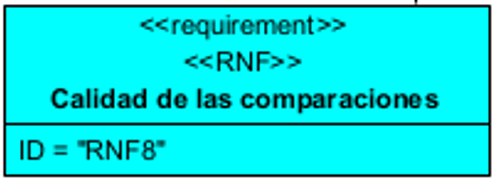 <<requirement>>
<<RNF>>
Calidad de las comparaciones
ID = "RNF8"